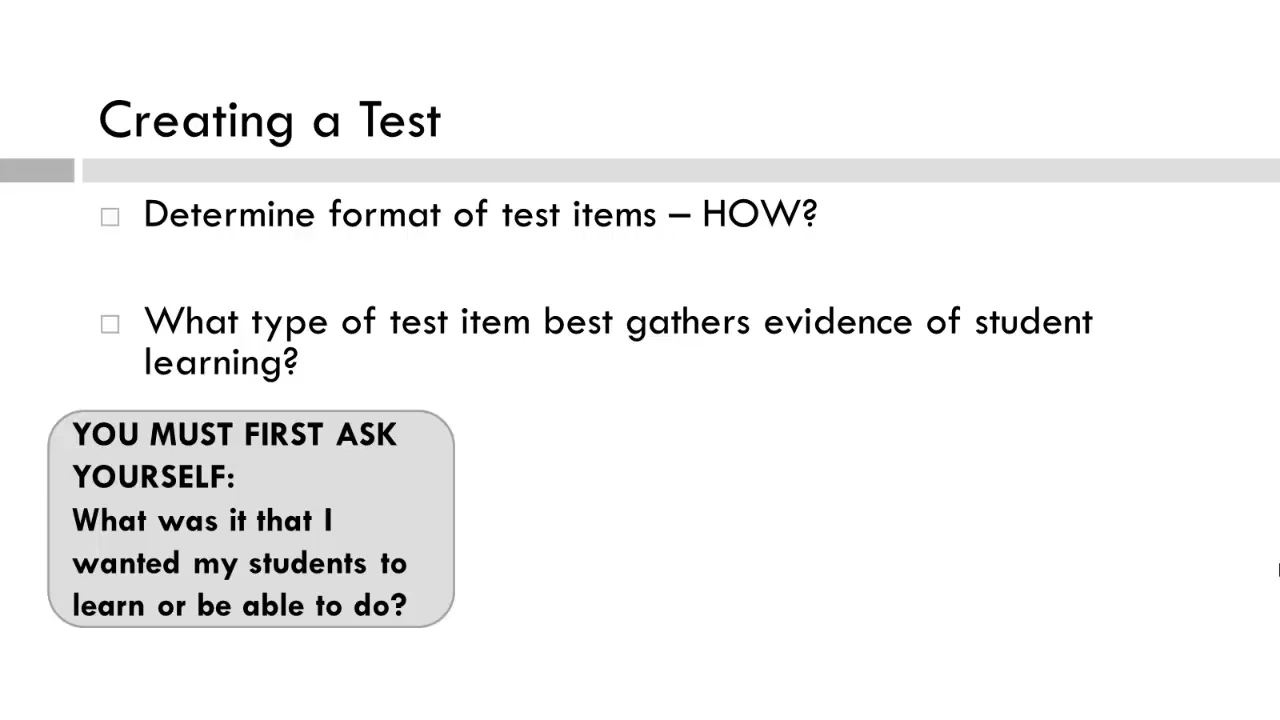 Creating a Test
Determine format of test items – HOW?
What type of test item best gathers evidence of student
learning?
YOU MUST FIRST ASK
YOURSELF:
What was it that I
wanted my students to
learn or be able to do?